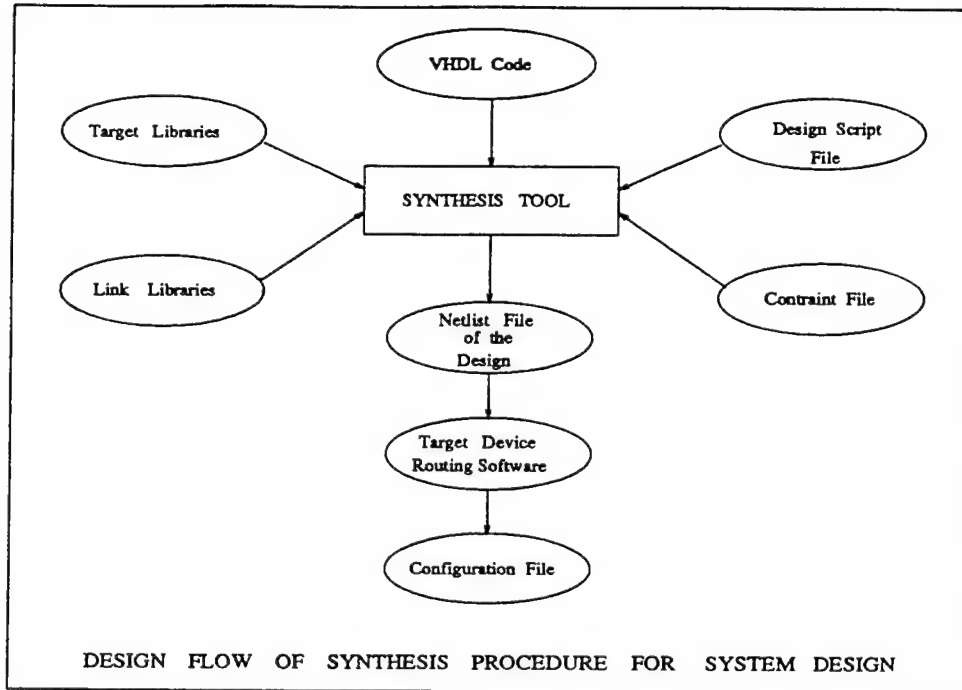 VHDL Code
Target Libraries
Design Script
File
SYNTHESIS TOOL
Link Libraries
Contraint File
Netlist File
of the
Design
Target Device
Routing Software
Configuration File
DESIGN FLOW OF SYNTHESIS PROCEDURE FOR SYSTEM DESIGN